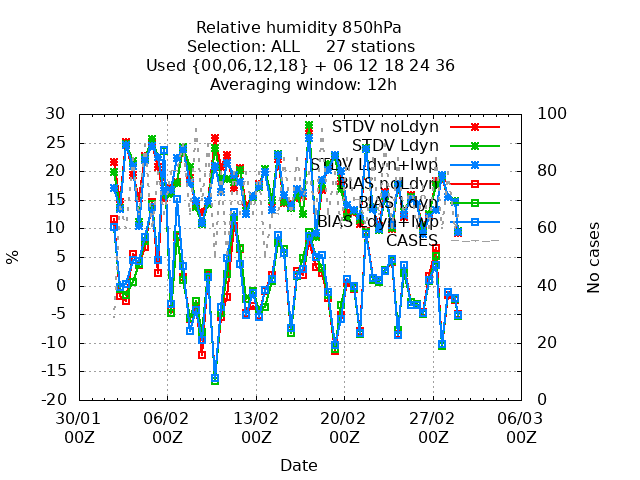 Relative humidity 850hPa
Selection: ALL 27 stations
Used {00,06,12,18} + 06 12 18 24 36
Averaging window: 12h
30 100
STDV noLdyn
25
STDV Ldyn
20 80
STDV Ldyn+lwp
15
BIAS noLdyn
10 60
BIAS Ldyn
BIAS Ldyn+lwp
5
CASES
0 40
-5
-10 20
-15
-20 0
%
No cases
30/01 06/02 13/02 20/02 27/02 06/03
00Z 00Z 00Z 00Z 00Z 00Z
Date